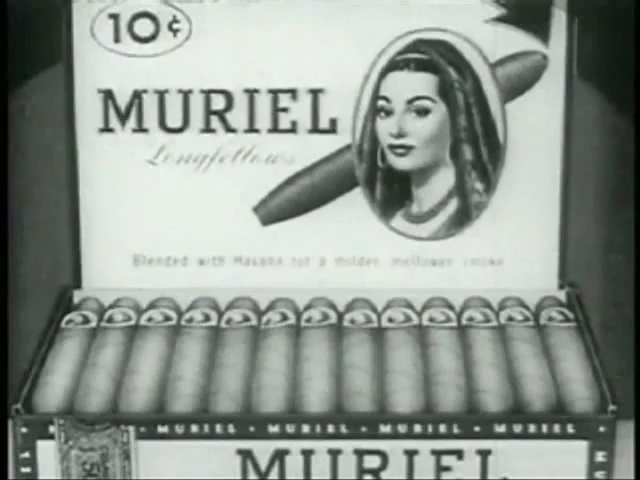 10¢
MURIEL
Longfellows
Blended with Havana for a milder, mellower smoke
• MURIEL • MURIEL • MURIEL • MURIEL
MURIEL